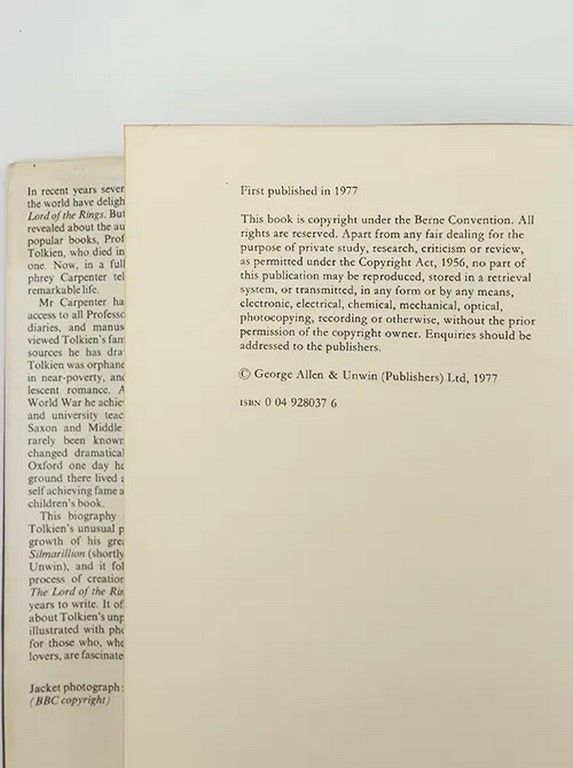 In recent years sever
the world have deligh
Lord of the Rings. But
revealed about the au
popular books, Prof
Tolkien, who died in
one. Now, in a full
phrey Carpenter tel
remarkable life.
Mr Carpenter ha
access to all Professo
diaries, and manus
viewed Tolkien's fam
sources he has dra
Tolkien was orphane
in near-poverty, and
lescent romance. A
World War he achie
and university teac
Saxon and Middle
rarely been known
changed dramatical
Oxford one day he
ground there lived a
self achieving fame a
children's book.
This biography
Tolkien's unusual p
growth of his grea
Silmarillion (shortly
Unwin), and it fol
process of creation
The Lord of the Rin
years to write. It of
about Tolkien's unp
illustrated with pho
for those who, whe
lovers, are fascinate
Jacket photograph:
(BBC copyright)
First published in 1977
This book is copyright under the Berne Convention. All
rights are reserved. Apart from any fair dealing for the
purpose of private study, research, criticism or review,
as permitted under the Copyright Act, 1956, no part of
this publication may be reproduced, stored in a retrieval
system, or transmitted, in any form or by any means,
electronic, electrical, chemical, mechanical, optical,
photocopying, recording or otherwise, without the prior
permission of the copyright owner. Enquiries should be
addressed to the publishers.
© George Allen & Unwin (Publishers) Ltd, 1977
ISBN 0 04 928037 6